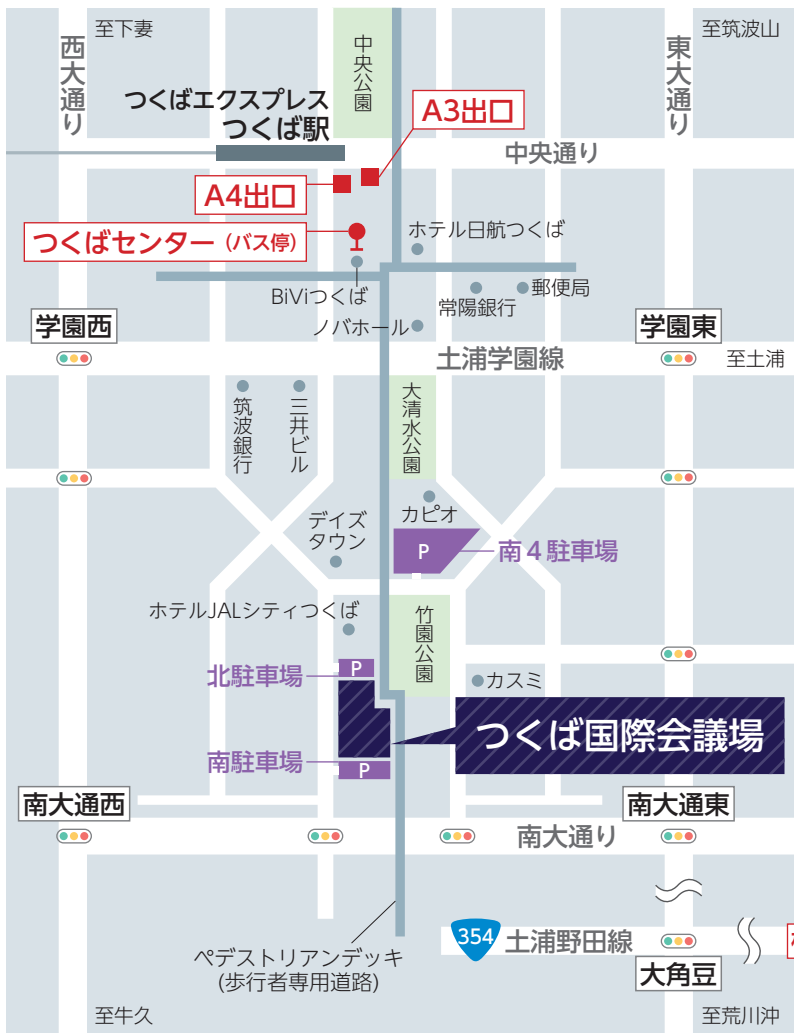 至下妻
西大通り
中央公園
至筑波山
東大通り
つくばエクスプレス
つくば駅
A3出口
中央通り
A4出口
つくばセンター（バス停）
ホテル日航つくば
BiViつくば
常陽銀行
郵便局
ノバホール
学園西
学園東
土浦学園線
至土浦
筑波銀行
三井ビル
大清水公園
カピオ
デイズ
タウン
P
南4駐車場
ホテルJALシティつくば
竹園公園
北駐車場
P
カスミ
つくば国際会議場
南駐車場
P
南大通西
南大通東
南大通り
354
土浦野田線
ペデストリアンデッキ
(歩行者専用道路)
大角豆
至牛久
至荒川沖